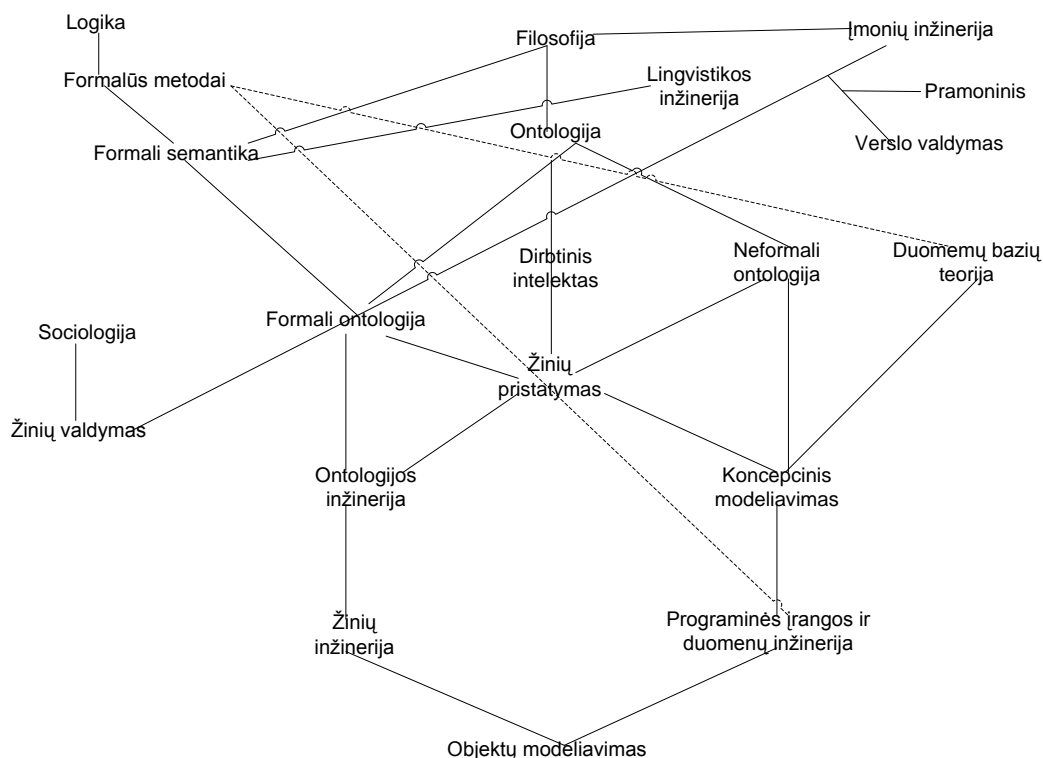 Logika
Filosofija
Įmonių inžinerija
Formalūs metodai
Lingvistikos
inžinerija
Pramoninis
Ontologija
Verslo valdymas
Formali semantika
Dirbtinis
intelektas
Neformali
ontologija
Duomemų bazių
teorija
Formali ontologija
Sociologija
Žinių
pristatymas
Žinių valdymas
Ontologijos
inžinerija
Koncepcinis
modeliavimas
Žinių
inžinerija
Programinės įrangos ir
duomenų inžinerija
Objektų modeliavimas